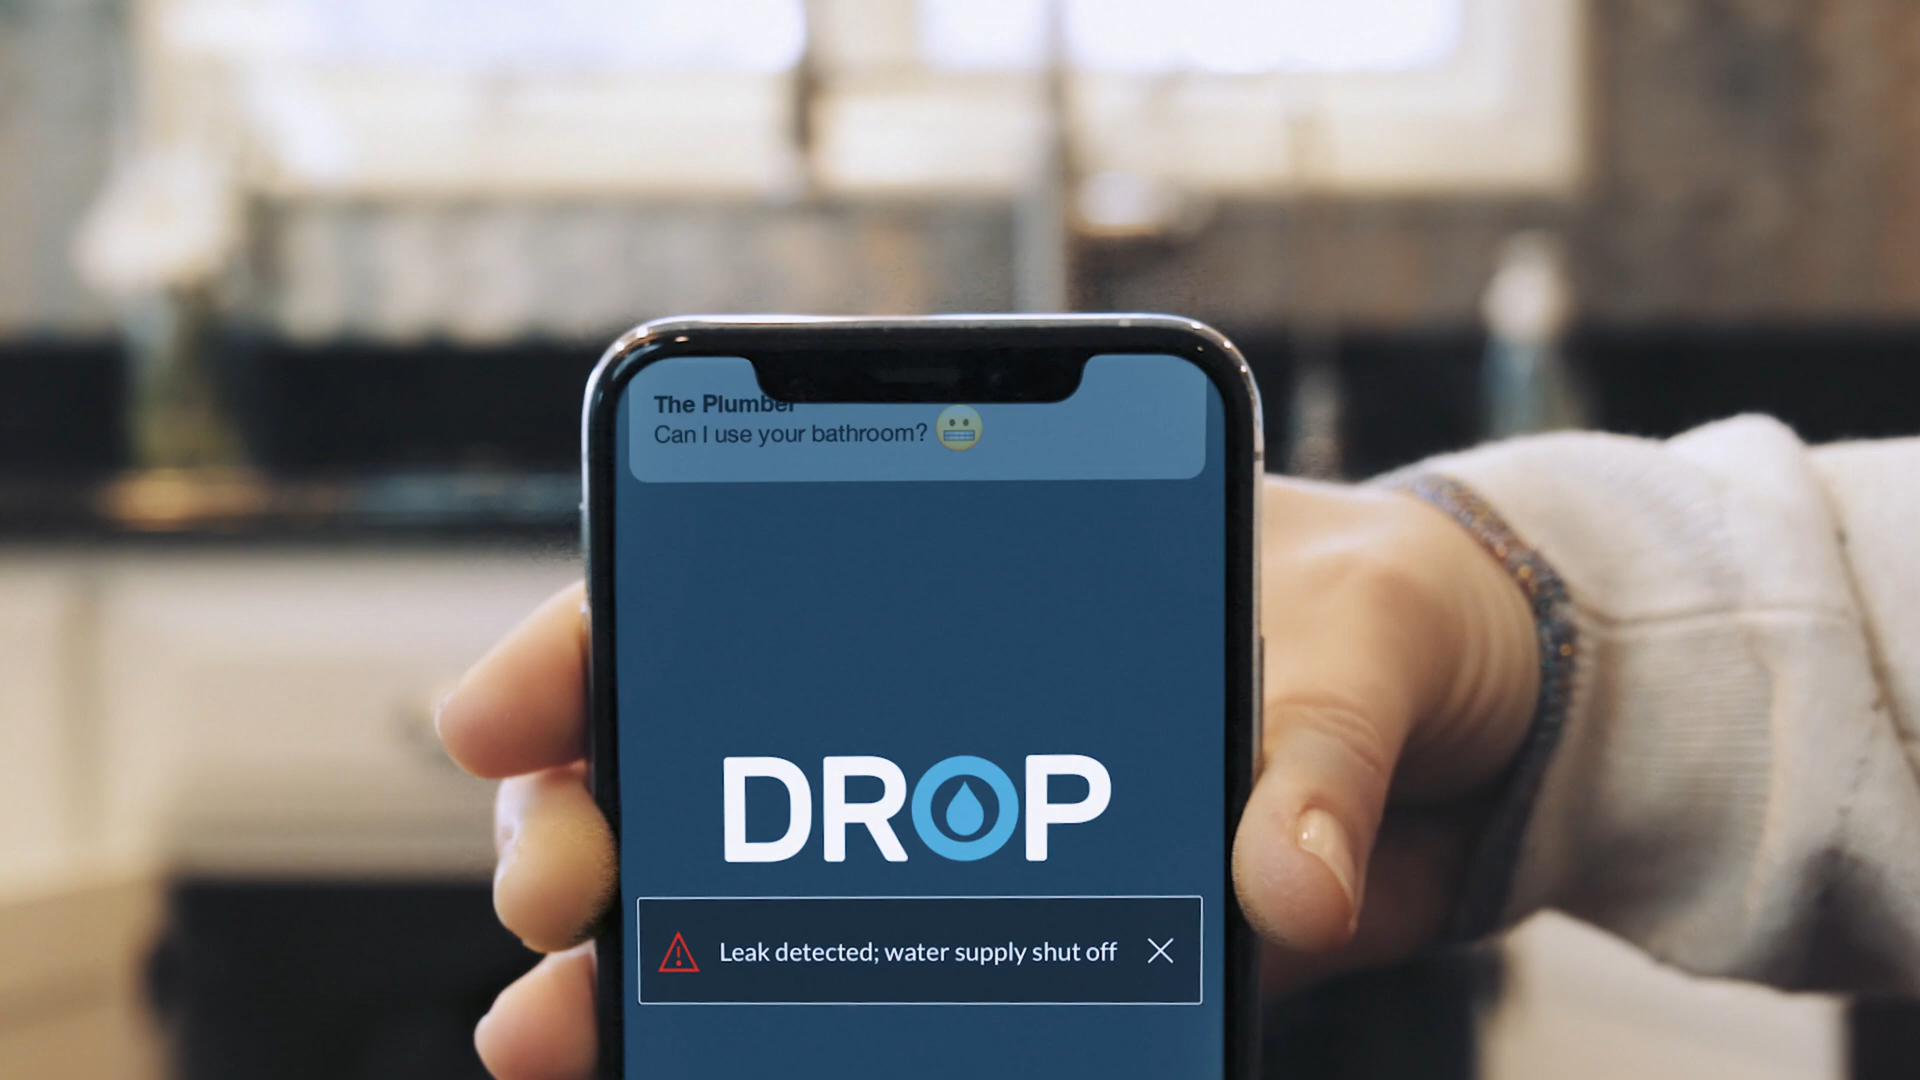 The Plumber
Can I use your bathroom? 😬
DROP
Leak detected; water supply shut off